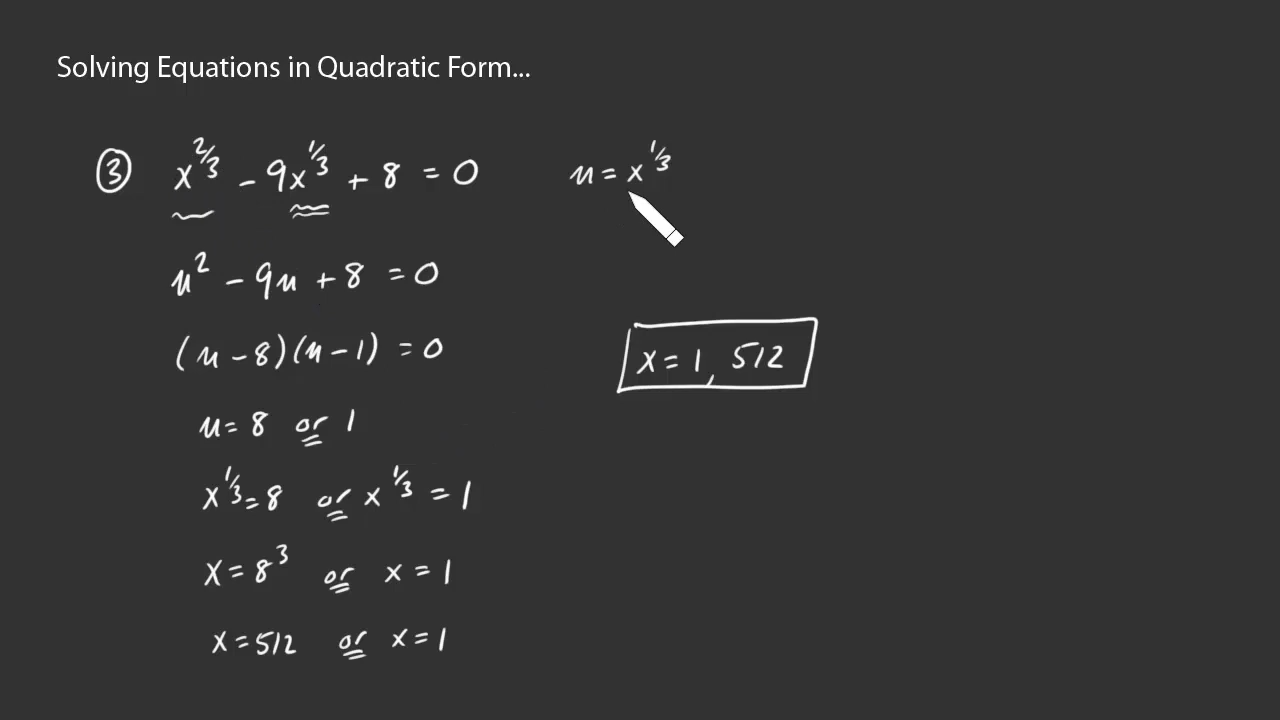 Solving Equations in Quadratic Form...
③ x^{2/3} - 9x^{1/3} + 8 = 0
u = x^{1/3}
u² - 9u + 8 = 0
(u - 8)(u - 1) = 0
x = 1, 512
u = 8 or 1
x^{1/3} = 8 or x^{1/3} = 1
x = 8³ or x = 1
x = 512 or x = 1